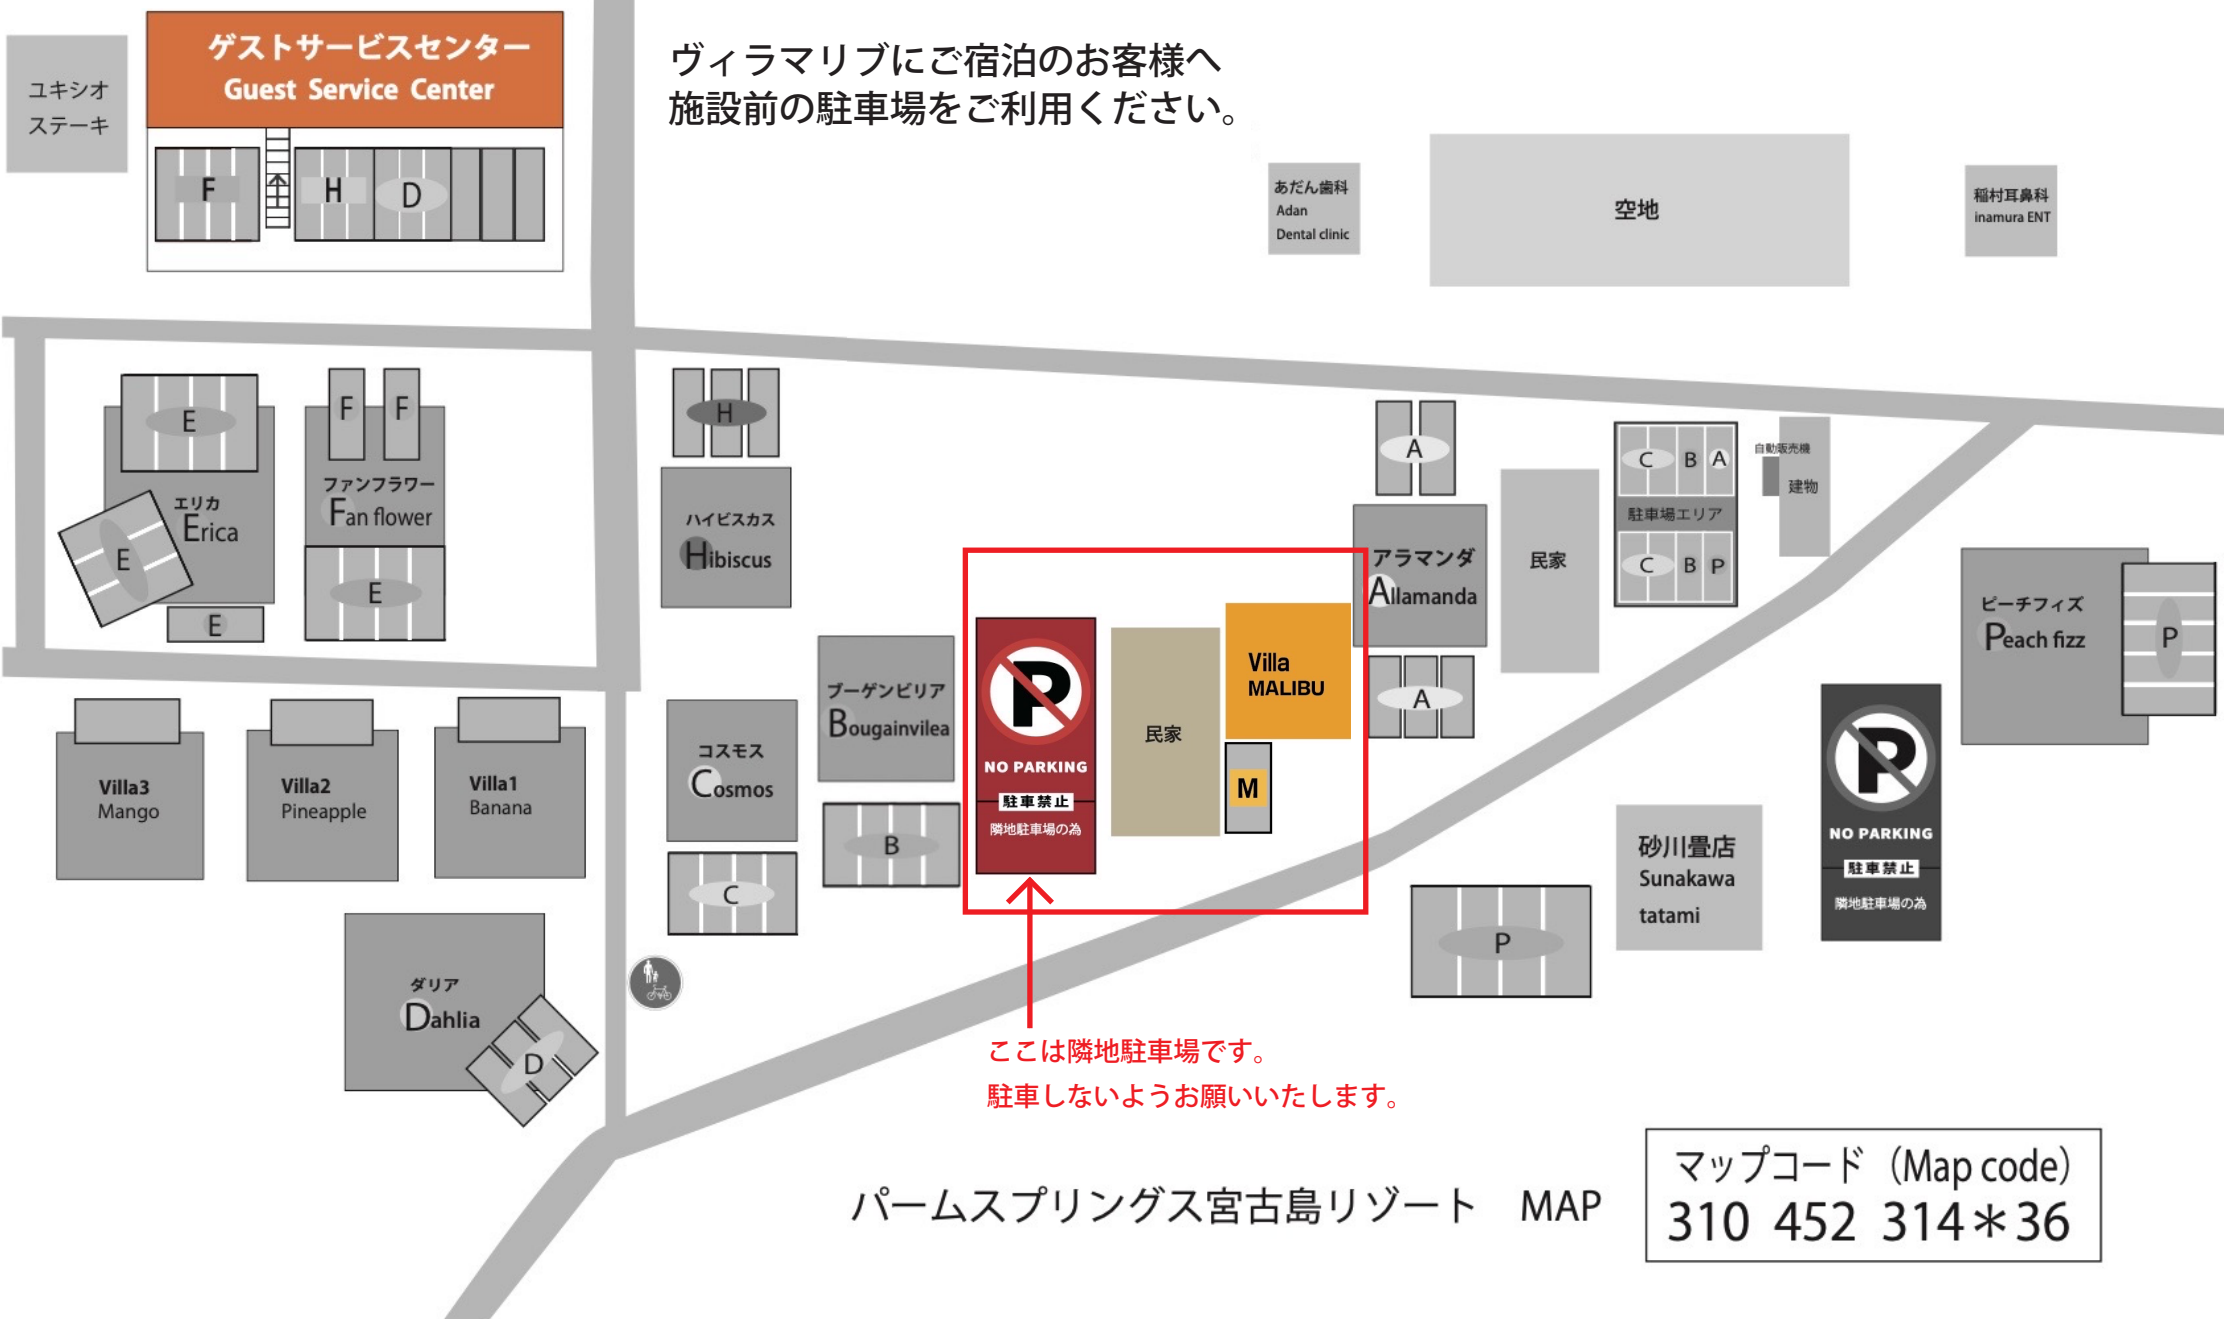 ゲストサービスセンター
Guest Service Center
ユキシオ
ステーキ
F
H
D
ヴィラマリブにご宿泊のお客様へ
施設前の駐車場をご利用ください。
あだん歯科
Adan
Dental clinic
空地
稲村耳鼻科
inamura ENT
E
エリカ
Erica
E
E
F
F
ファンフラワー
Fan flower
E
H
ハイビスカス
Hibiscus
A
アラマンダ
Allamanda
A
民家
C
B
A
駐車場エリア
C
B
P
自動販売機
建物
ピーチフィズ
Peach fizz
P
Villa3
Mango
Villa2
Pineapple
Villa1
Banana
コスモス
Cosmos
C
ブーゲンビリア
Bougainvilea
B
P
NO PARKING
駐車禁止
隣地駐車場の為
民家
Villa
MALIBU
M
P
砂川畳店
Sunakawa
tatami
P
NO PARKING
駐車禁止
隣地駐車場の為
ダリア
Dahlia
D
ここは隣地駐車場です。
駐車しないようお願いいたします。
パームスプリングス宮古島リゾート MAP
マップコード（Map code）
310 452 314＊36